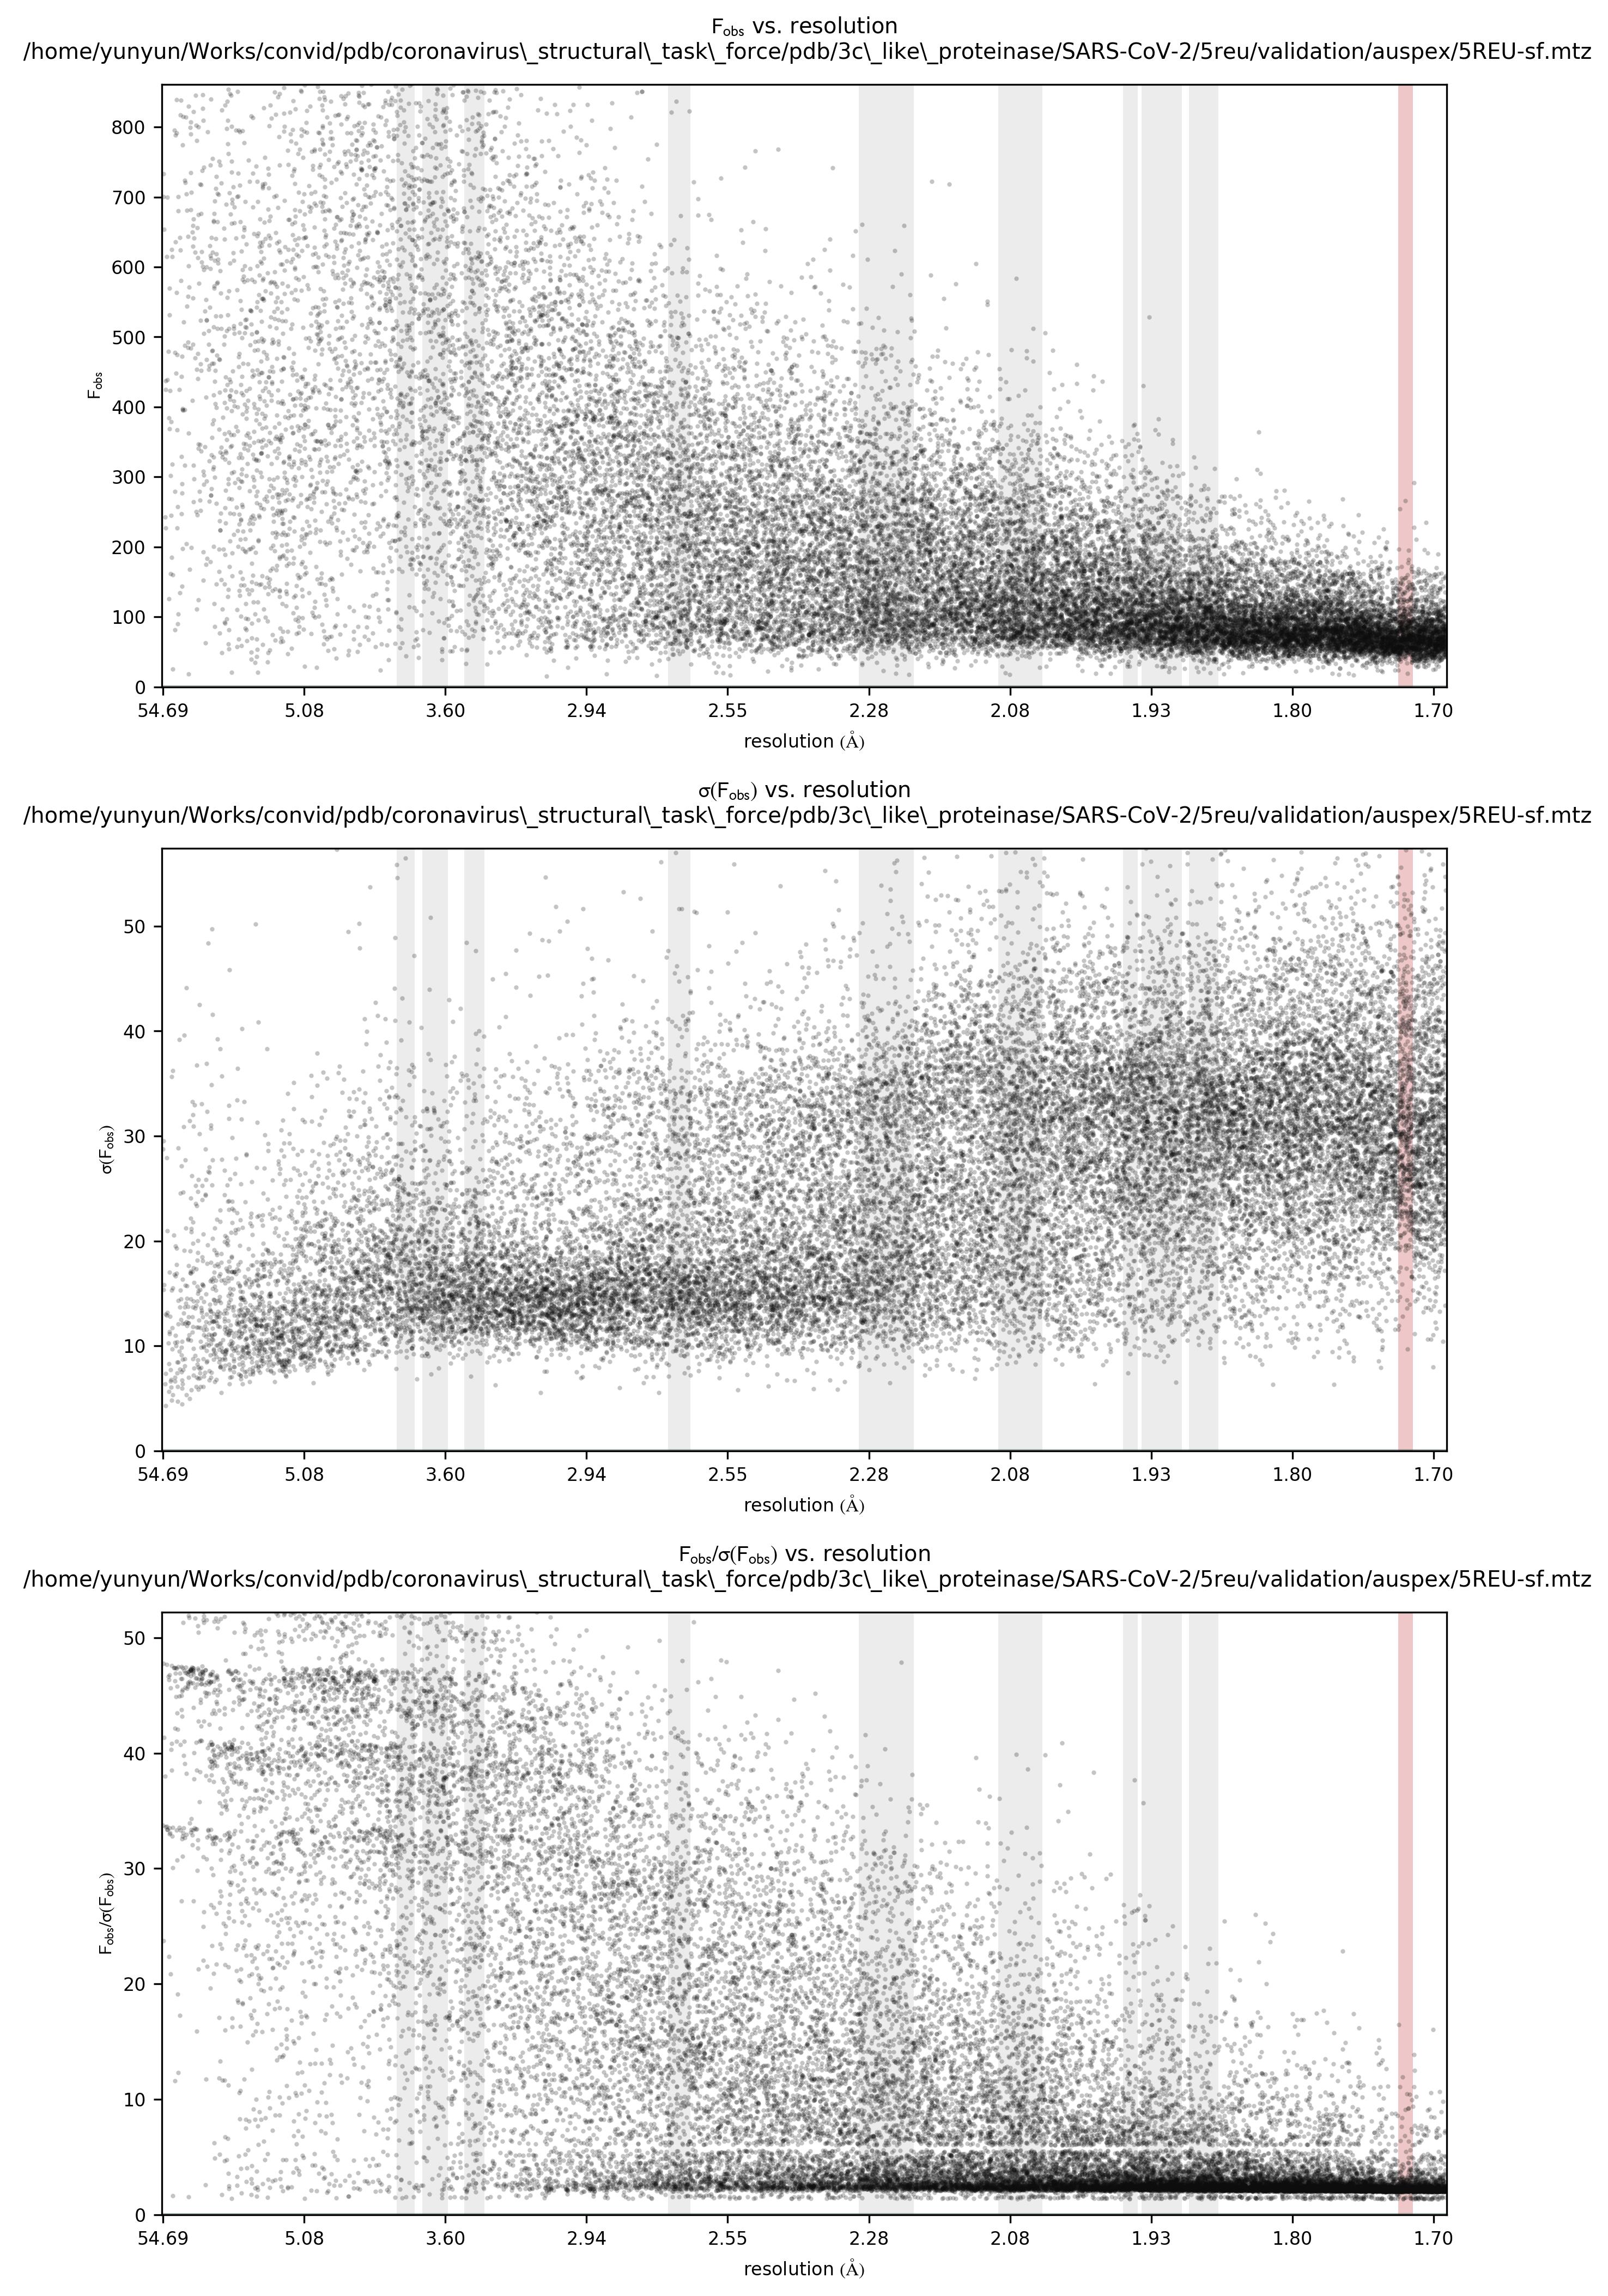 Fobs vs. resolution
/home/yunyun/Works/convid/pdb/coronavirus\_structural\_task\_force/pdb/3c\_like\_proteinase/SARS-CoV-2/5reu/validation/auspex/5REU-sf.mtz
800
700
600
500
400
300
200
100
0
Fobs
54.69 5.08 3.60 2.94 2.55 2.28 2.08 1.93 1.80 1.70
resolution (Å)
σ(Fobs) vs. resolution
/home/yunyun/Works/convid/pdb/coronavirus\_structural\_task\_force/pdb/3c\_like\_proteinase/SARS-CoV-2/5reu/validation/auspex/5REU-sf.mtz
50
40
30
20
10
0
σ(Fobs)
54.69 5.08 3.60 2.94 2.55 2.28 2.08 1.93 1.80 1.70
resolution (Å)
Fobs/σ(Fobs) vs. resolution
/home/yunyun/Works/convid/pdb/coronavirus\_structural\_task\_force/pdb/3c\_like\_proteinase/SARS-CoV-2/5reu/validation/auspex/5REU-sf.mtz
50
40
30
20
10
0
Fobs/σ(Fobs)
54.69 5.08 3.60 2.94 2.55 2.28 2.08 1.93 1.80 1.70
resolution (Å)